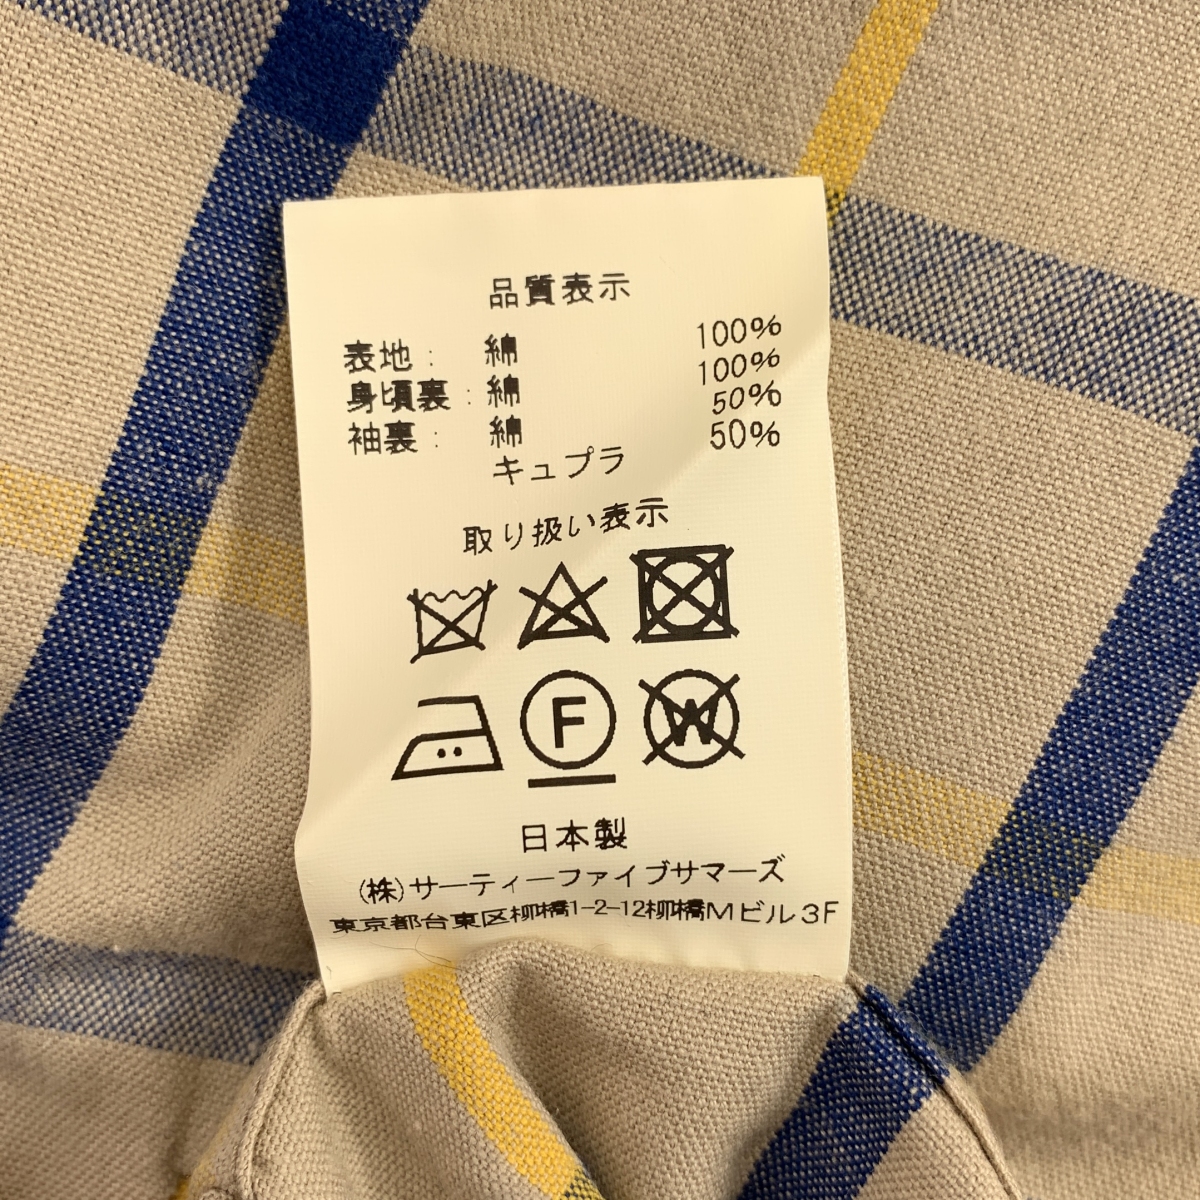 品質表示
表地: 綿 100%
身頃裏: 綿 100%
袖裏: 綿 50%
キュプラ 50%
取り扱い表示
F W
日本製
(株)サーティーファイブサマーズ
東京都台東区柳橋1-2-12柳橋Mビル3F